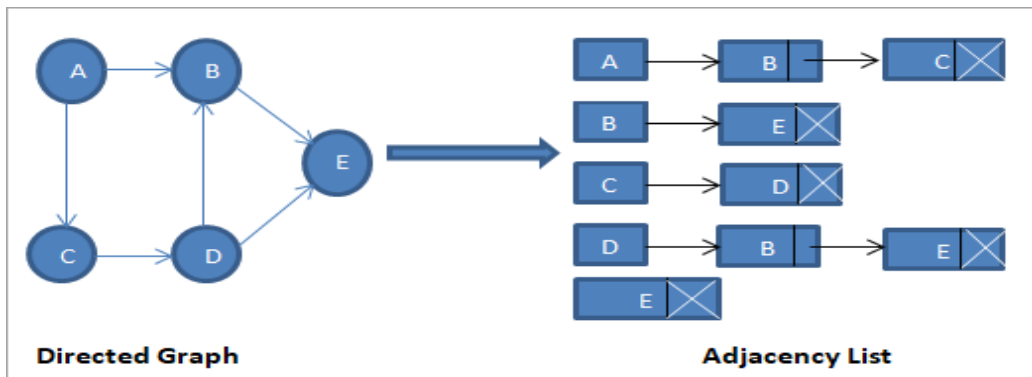 A B
E
C D
Directed Graph
A B C
B E
C D
D B E
E
Adjacency List